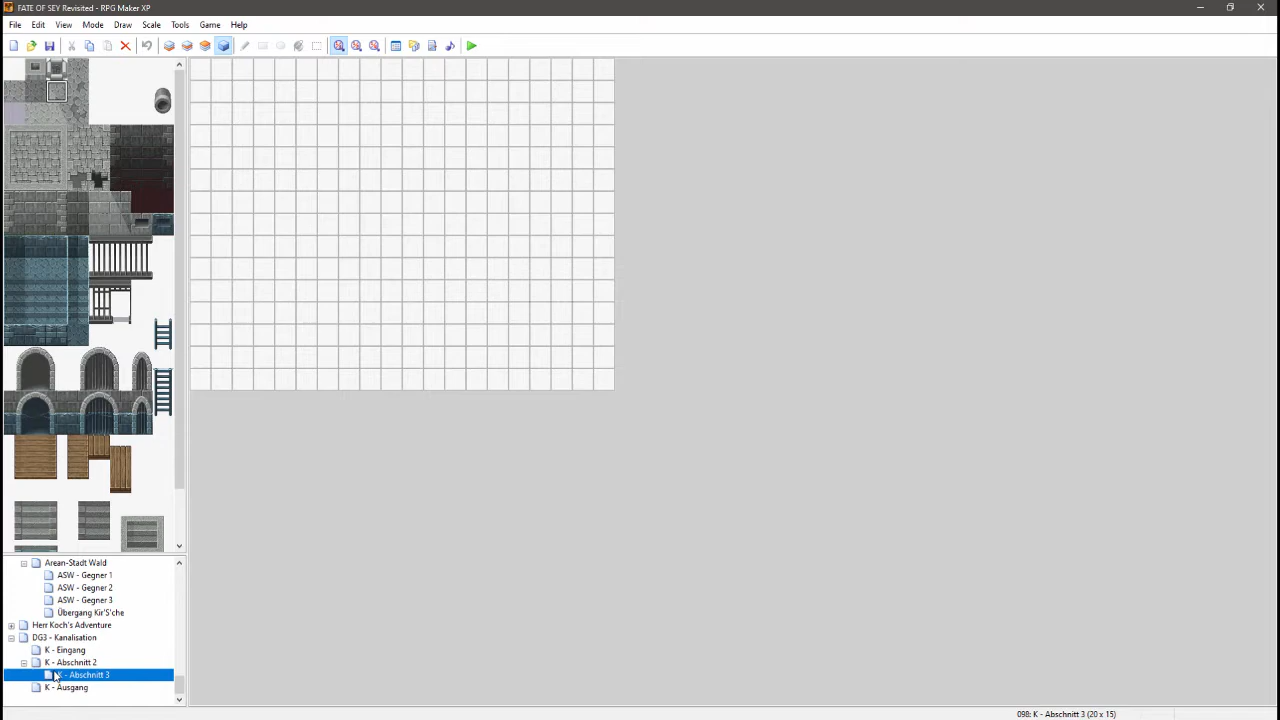 FATE OF SEY Revisited - RPG Maker XP
File Edit View Mode Draw Scale Tools Game Help
Arean-Stadt Wald
ASW - Gegner 1
ASW - Gegner 2
ASW - Gegner 3
Übergang Kir'S'che
Herr Koch's Adventure
DG3 - Kanalisation
K - Eingang
K - Abschnitt 2
K - Abschnitt 3
K - Ausgang
098: K - Abschnitt 3 (20 x 15)